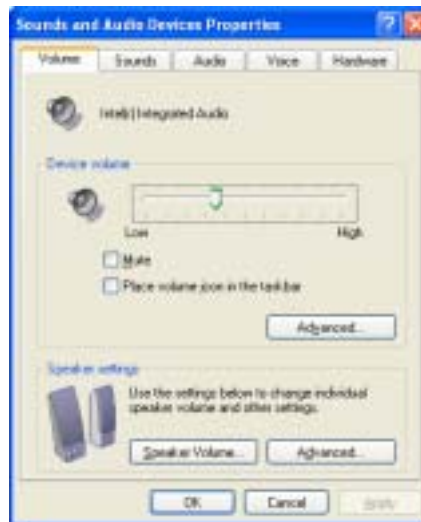 Sounds and Audio Devices Properties
Volume Sounds Audio Voice Hardware
Intel(r) Integrated Audio
Device volume
Low High
Mute
Place volume icon in the taskbar
Advanced...
Speaker settings
Use the settings below to change individual
speaker volume and other settings.
Speaker Volume... Advanced...
OK Cancel Apply